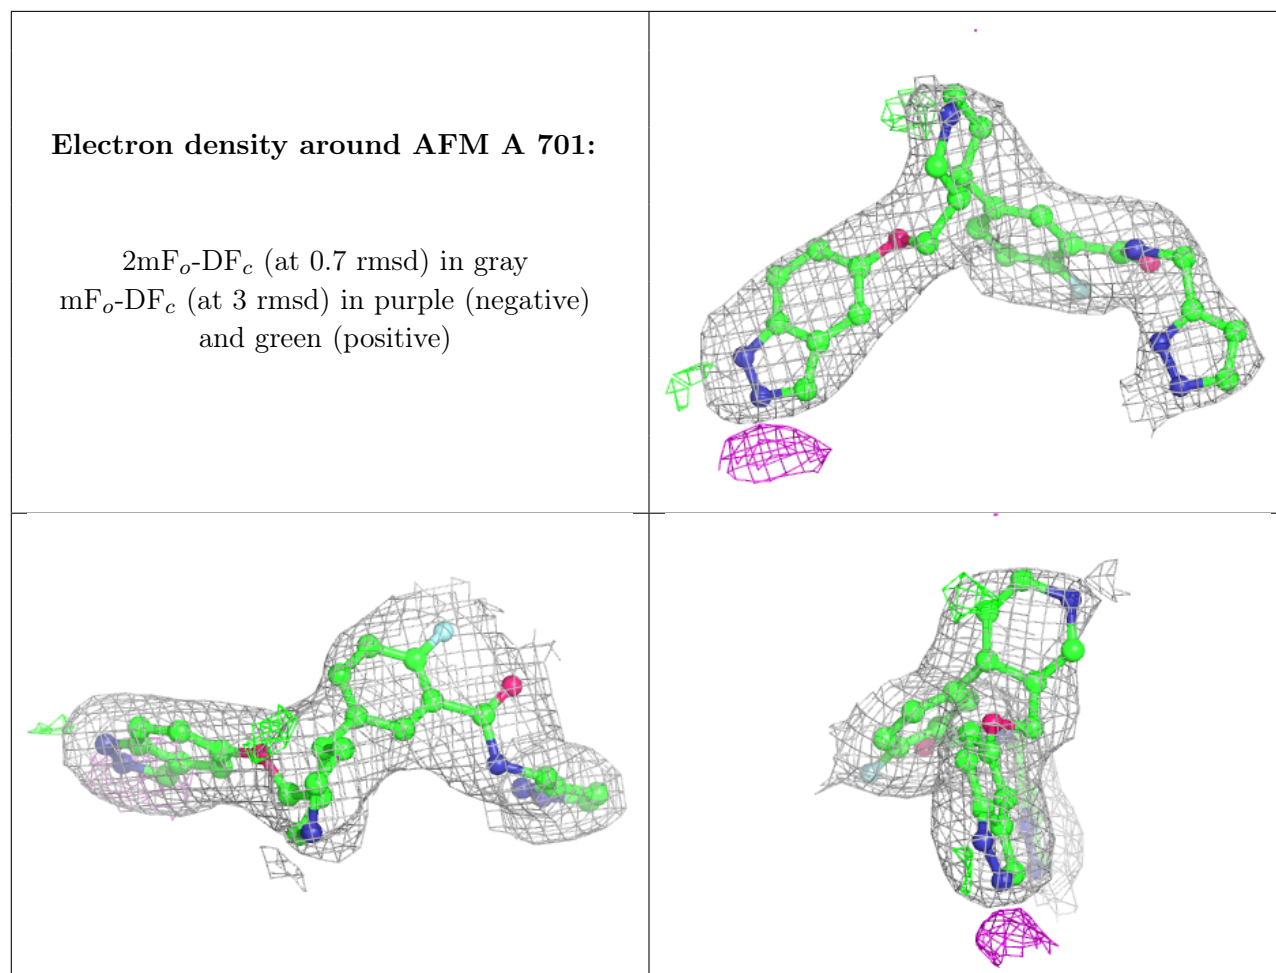 Electron density around AFM A 701:
2mFₒ-DF𝒸 (at 0.7 rmsd) in gray
mFₒ-DF𝒸 (at 3 rmsd) in purple (negative)
and green (positive)